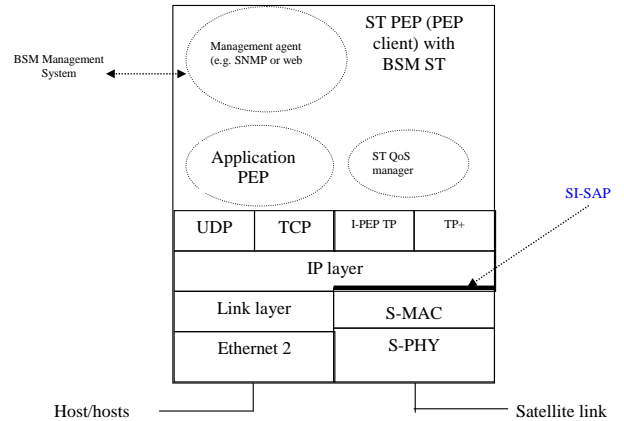 ST PEP (PEP
client) with
BSM ST
Management agent
(e.g. SNMP or web
BSM Management
System
Application
PEP
ST QoS
manager
SI-SAP
UDP
TCP
I-PEP TP
TP+
IP layer
Link layer
S-MAC
Ethernet 2
S-PHY
Host/hosts
Satellite link